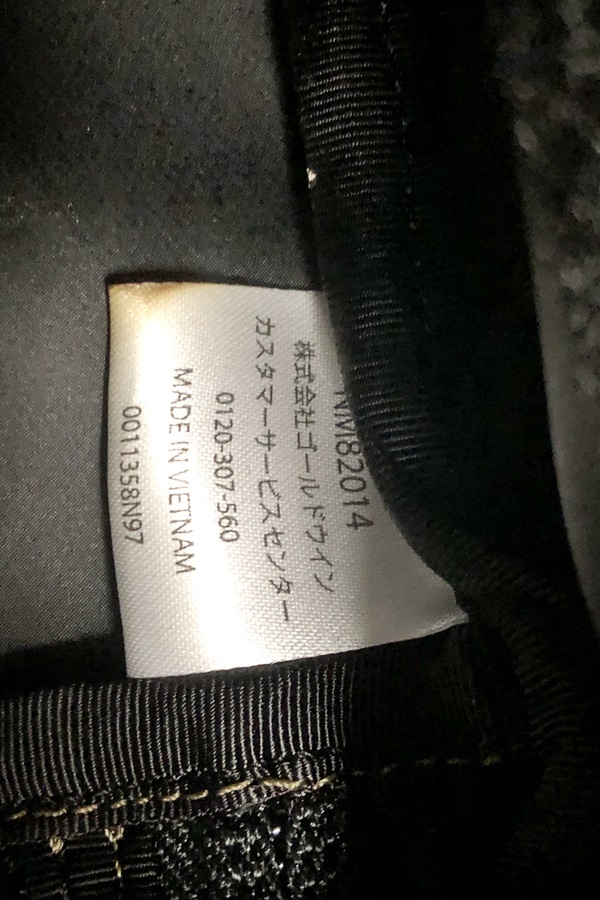 NM82014
株式会社ゴールドウイン
カスタマーサービスセンター
0120-307-560
MADE IN VIETNAM
0011358N97